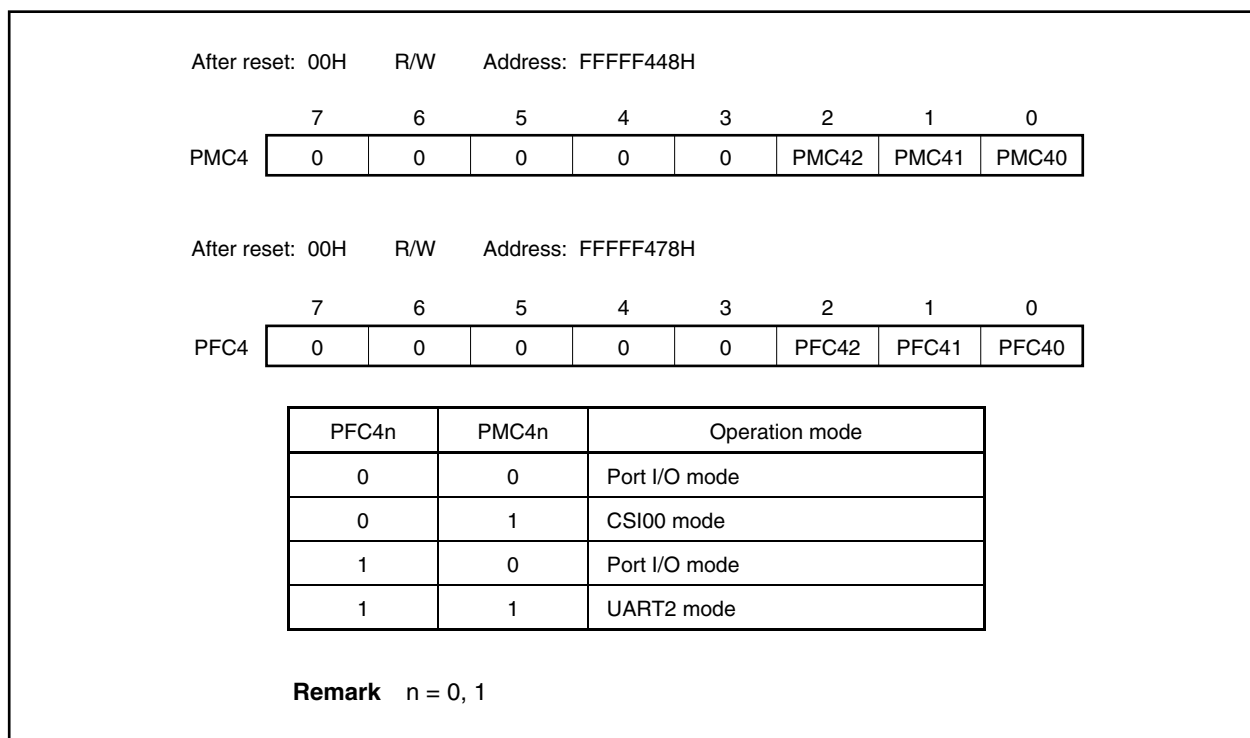 After reset: 00H R/W Address: FFFFF448H
7 6 5 4 3 2 1 0
PMC4 0 0 0 0 0 PMC42 PMC41 PMC40
After reset: 00H R/W Address: FFFFF478H
7 6 5 4 3 2 1 0
PFC4 0 0 0 0 0 PFC42 PFC41 PFC40
PFC4n PMC4n Operation mode
0 0 Port I/O mode
0 1 CSI00 mode
1 0 Port I/O mode
1 1 UART2 mode
Remark n = 0, 1